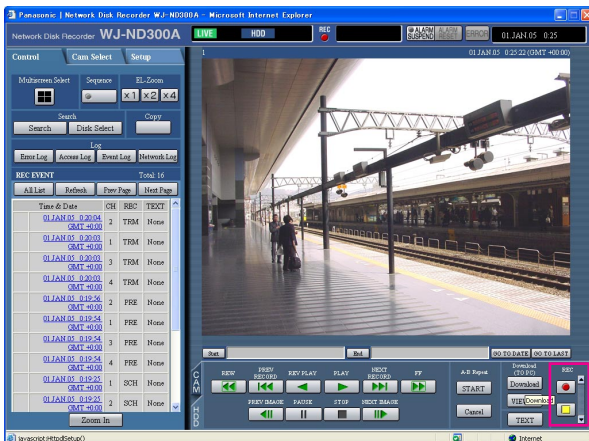 Panasonic | Network Disk Recorder WJ-ND300A - Microsoft Internet Explorer
Network Disk Recorder WJ-ND300A
LIVE HDD REC ALARM SUSPEND ALARM RESET ERROR 01.JAN.05 0:25
Control Cam Select Setup
1 01.JAN.05 0:25:22 (GMT +00:00)
Multiscreen Select Sequence EL-Zoom
x1 x2 x4
Search Copy
Search Disk Select
Log
Error Log Access Log Event Log Network Log
REC EVENT Total: 16
All List Refresh Prev Page Next Page
Time & Date CH REC TEXT
01.JAN.05 0:20:04 GMT +0:00 2 TRM None
01.JAN.05 0:20:03 GMT +0:00 1 TRM None
01.JAN.05 0:20:03 GMT +0:00 3 TRM None
01.JAN.05 0:20:03 GMT +0:00 4 TRM None
01.JAN.05 0:19:56 GMT +0:00 2 PRE None
01.JAN.05 0:19:54 GMT +0:00 1 PRE None
01.JAN.05 0:19:54 GMT +0:00 3 PRE None
01.JAN.05 0:19:54 GMT +0:00 4 PRE None
01.JAN.05 0:19:25 GMT +0:00 1 SCH None
01.JAN.05 0:19:25 GMT +0:00 2 SCH None
Zoom In
Start End GO TO DATE GO TO LAST
CAM
HDD
REW PREV RECORD REV PLAY PLAY NEXT RECORD FF
PREV IMAGE PAUSE STOP NEXT IMAGE
A-B Repeat
START
Cancel
Download (TO PC)
Download
VIE Download
TEXT
REC
javascript:HttpdSetup() Internet